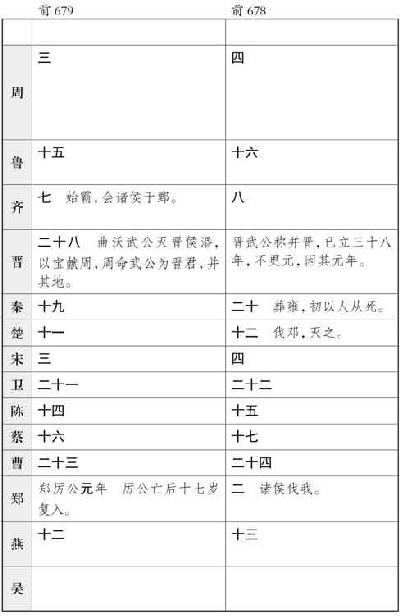 前679 前678
周 三 四
鲁 十五 十六
齐 七 始霸,会诸侯于鄄。 八
晋 二十八 曲沃武公灭晋侯湣,
以宝献周,周命武公为晋君,并
其地。
晋武公称并晋,已立三十八
年,不更元,因其元年。
秦 十九 二十 葬雍,初以人从死。
楚 十一 十二 伐邓,灭之。
宋 三 四
卫 二十一 二十二
陈 十四 十五
蔡 十六 十七
曹 二十三 二十四
郑 郑厉公元年 厉公亡后十七岁
复入。
二 诸侯伐我。
燕 十二 十三
吴